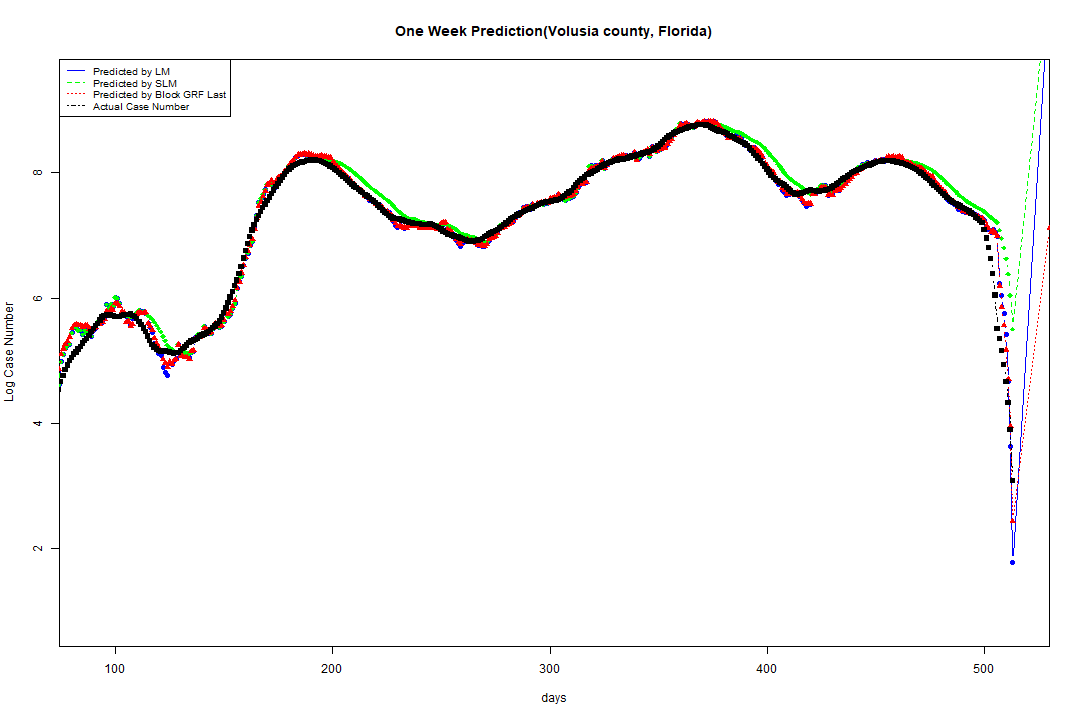 One Week Prediction(Volusia county, Florida)
Predicted by LM
Predicted by SLM
Predicted by Block GRF Last
Actual Case Number
Log Case Number
8
6
4
2
100 200 300 400 500
days